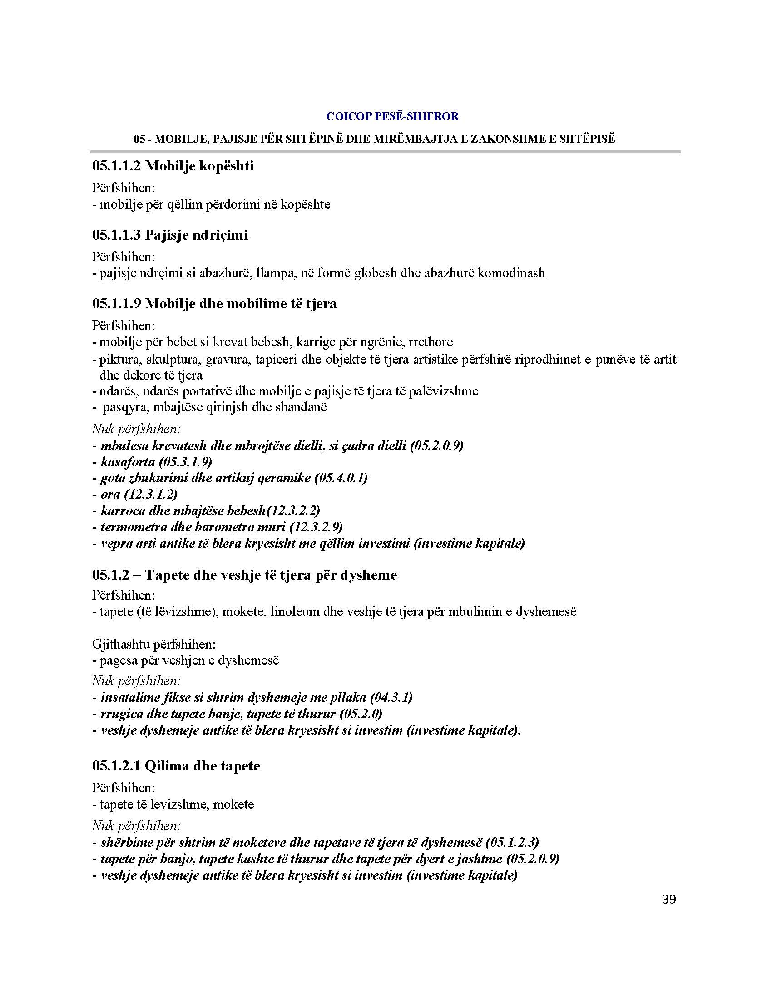 COICOP PESË-SHIFROR
05 - MOBILJE, PAJISJE PËR SHTËPINË DHE MIRËMBAJTJA E ZAKONSHME E SHTËPISË
05.1.1.2 Mobilje kopështi
Përfshihen:
- mobilje për qëllim përdorimi në kopështe
05.1.1.3 Pajisje ndriçimi
Përfshihen:
- pajisje ndrçimi si abazhurë, llampa, në formë globesh dhe abazhurë komodinash
05.1.1.9 Mobilje dhe mobilime të tjera
Përfshihen:
- mobilje për bebet si krevat bebesh, karrige për ngrënie, rrethore
- piktura, skulptura, gravura, tapiceri dhe objekte të tjera artistike përfshirë riprodhimet e punëve të artit
dhe dekore të tjera
- ndarës, ndarës portativë dhe mobilje e pajisje të tjera të palëvizshme
- pasqyra, mbajtëse qirinjsh dhe shandanë
Nuk përfshihen:
- mbulesa krevatesh dhe mbrojtëse dielli, si çadra dielli (05.2.0.9)
- kasaforta (05.3.1.9)
- gota zbukurimi dhe artikuj qeramike (05.4.0.1)
- ora (12.3.1.2)
- karroca dhe mbajtëse bebesh(12.3.2.2)
- termometra dhe barometra muri (12.3.2.9)
- vepra arti antike të blera kryesisht me qëllim investimi (investime kapitale)
05.1.2 – Tapete dhe veshje të tjera për dysheme
Përfshihen:
- tapete (të lëvizshme), mokete, linoleum dhe veshje të tjera për mbulimin e dyshemesë
Gjithashtu përfshihen:
- pagesa për veshjen e dyshemesë
Nuk përfshihen:
- insatalime fikse si shtrim dyshemeje me pllaka (04.3.1)
- rrugica dhe tapete banje, tapete të thurur (05.2.0)
- veshje dyshemeje antike të blera kryesisht si investim (investime kapitale).
05.1.2.1 Qilima dhe tapete
Përfshihen:
- tapete të levizshme, mokete
Nuk përfshihen:
- shërbime për shtrim të moketeve dhe tapetave të tjera të dyshemesë (05.1.2.3)
- tapete për banjo, tapete kashte të thurur dhe tapete për dyert e jashtme (05.2.0.9)
- veshje dyshemeje antike të blera kryesisht si investim (investime kapitale)
39